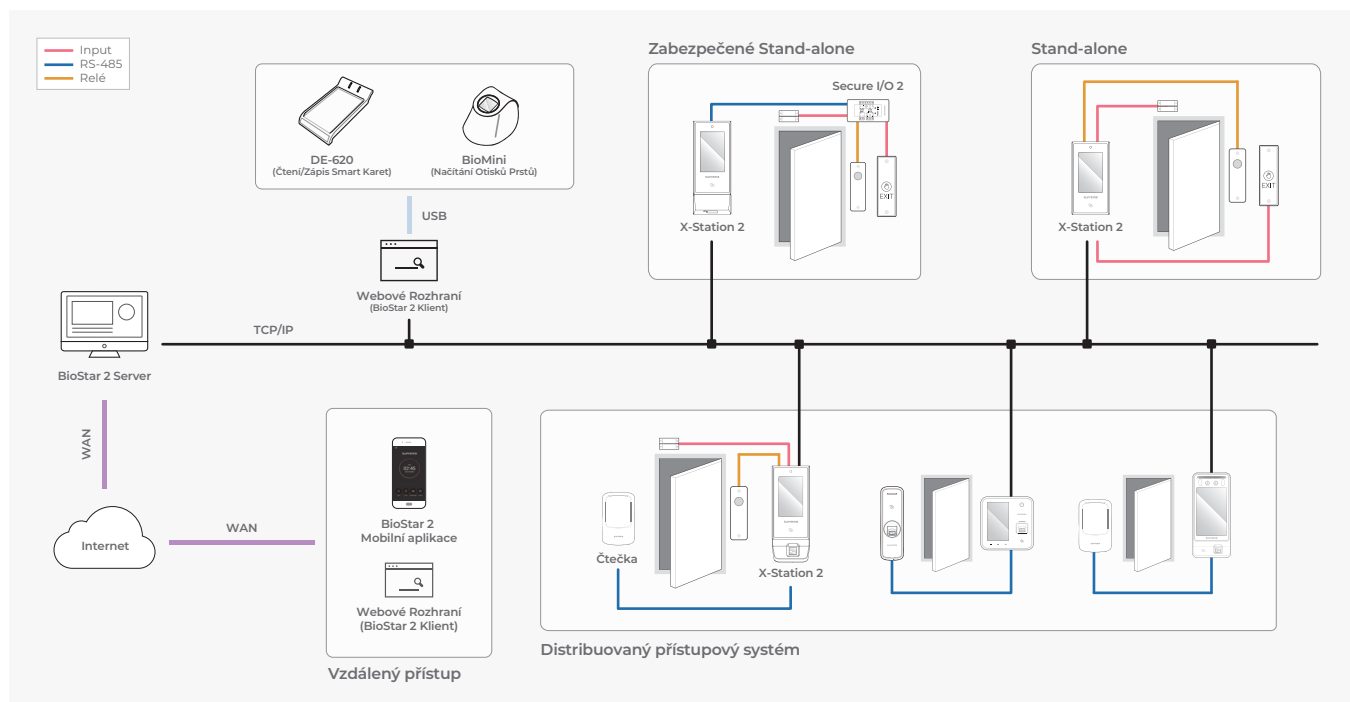 Input
RS-485
Relé
Zabezpečené Stand-alone
Stand-alone
Secure I/O 2
DE-620
(Čtení/Zápis Smart Karet)
BioMini
(Načítání Otisků Prstů)
EXIT
EXIT
X-Station 2
X-Station 2
USB
Webové Rozhraní
(BioStar 2 Klient)
TCP/IP
BioStar 2 Server
WAN
WAN
Internet
BioStar 2
Mobilní aplikace
Webové Rozhraní
(BioStar 2 Klient)
Vzdálený přístup
Čtečka
X-Station 2
Distribuovaný přístupový systém